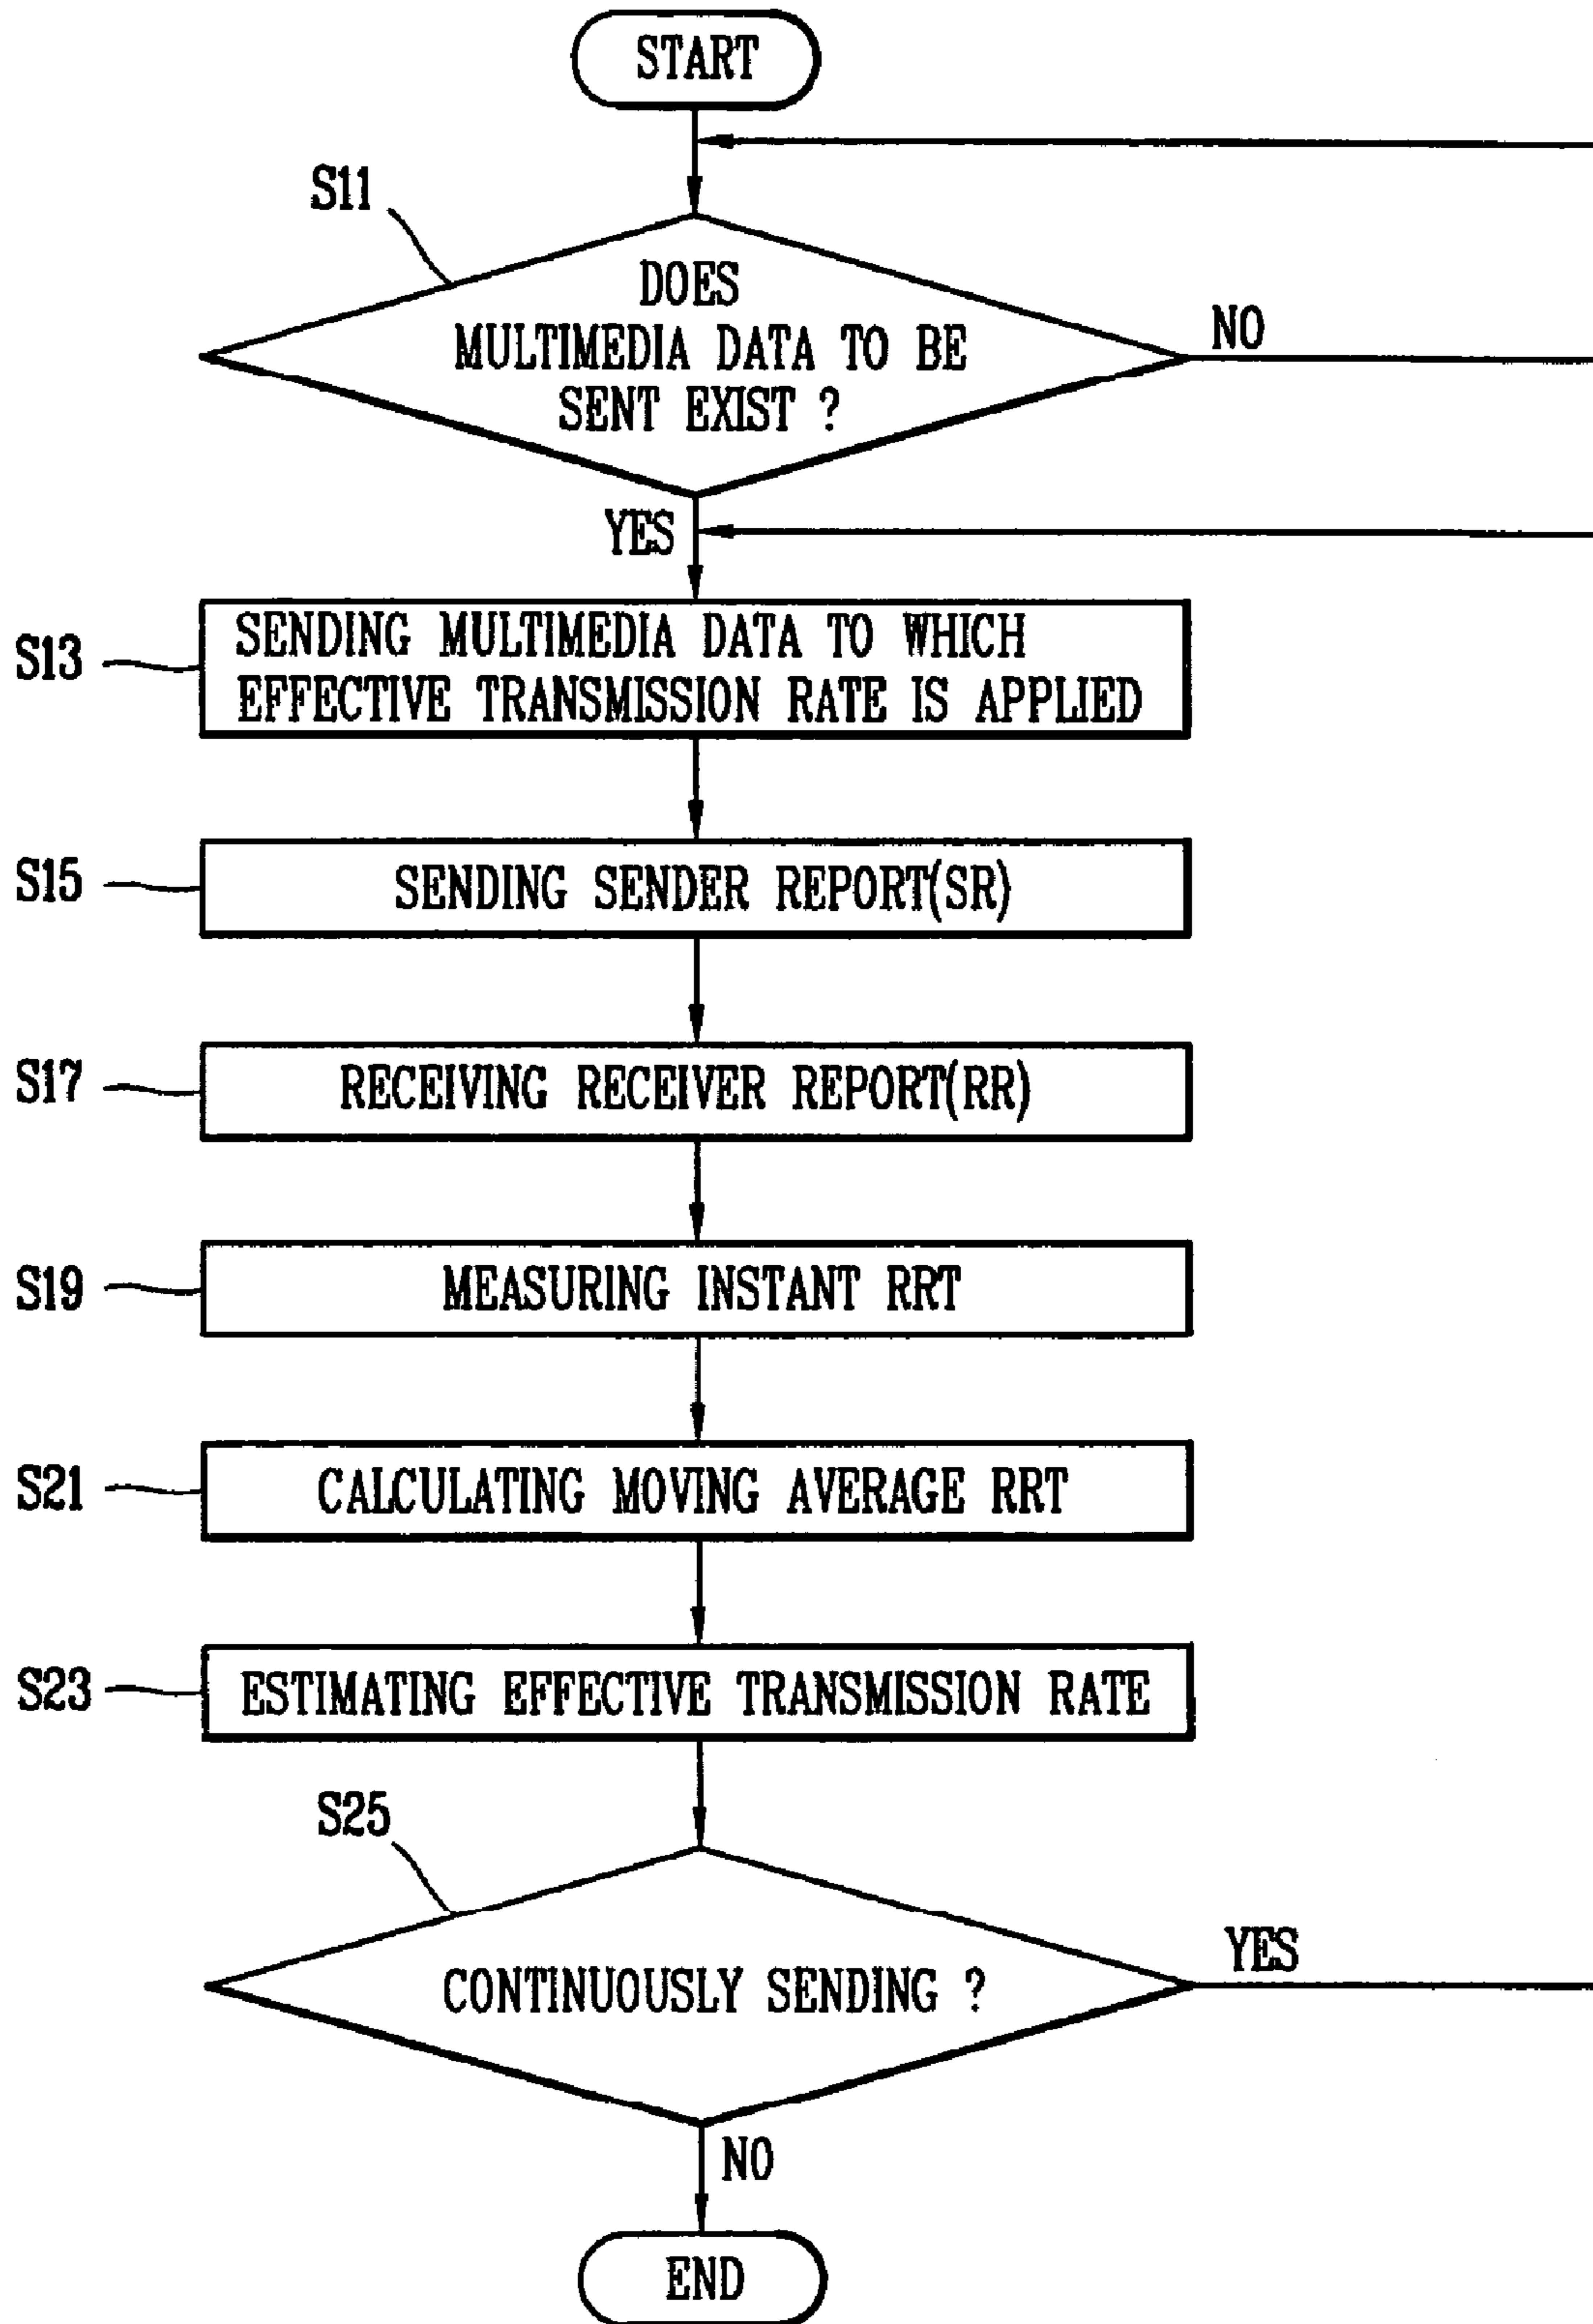 START
S11
DOES
MULTIMEDIA DATA TO BE
SENT EXIST ?
NO
YES
S13
SENDING MULTIMEDIA DATA TO WHICH
EFFECTIVE TRANSMISSION RATE IS APPLIED
S15
SENDING SENDER REPORT(SR)
S17
RECEIVING RECEIVER REPORT(RR)
S19
MEASURING INSTANT RRT
S21
CALCULATING MOVING AVERAGE RRT
S23
ESTIMATING EFFECTIVE TRANSMISSION RATE
S25
CONTINUOUSLY SENDING ?
YES
NO
END